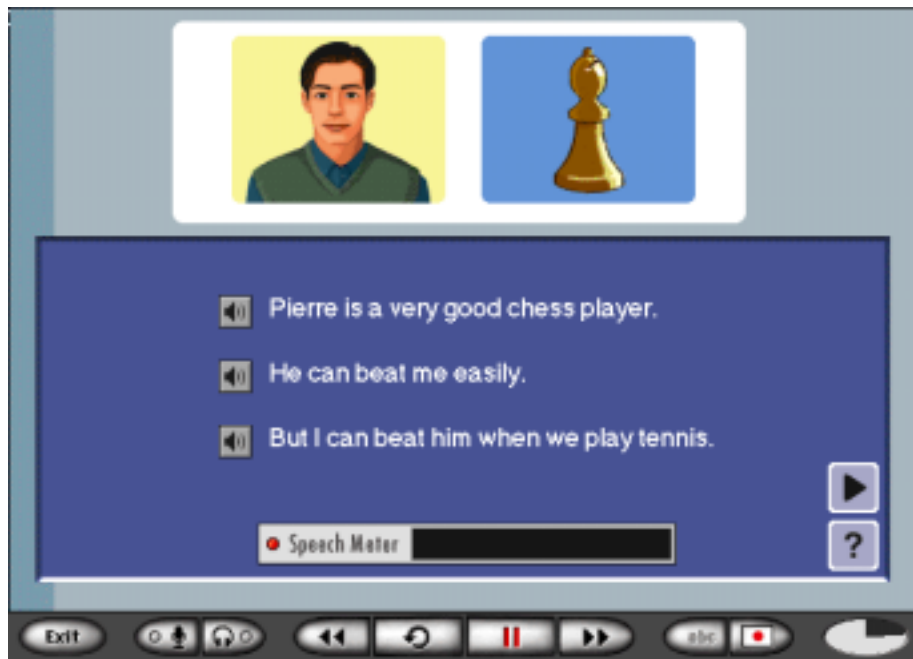 Pierre is a very good chess player.
He can beat me easily.
But I can beat him when we play tennis.
Speech Meter
?
Exit
abc